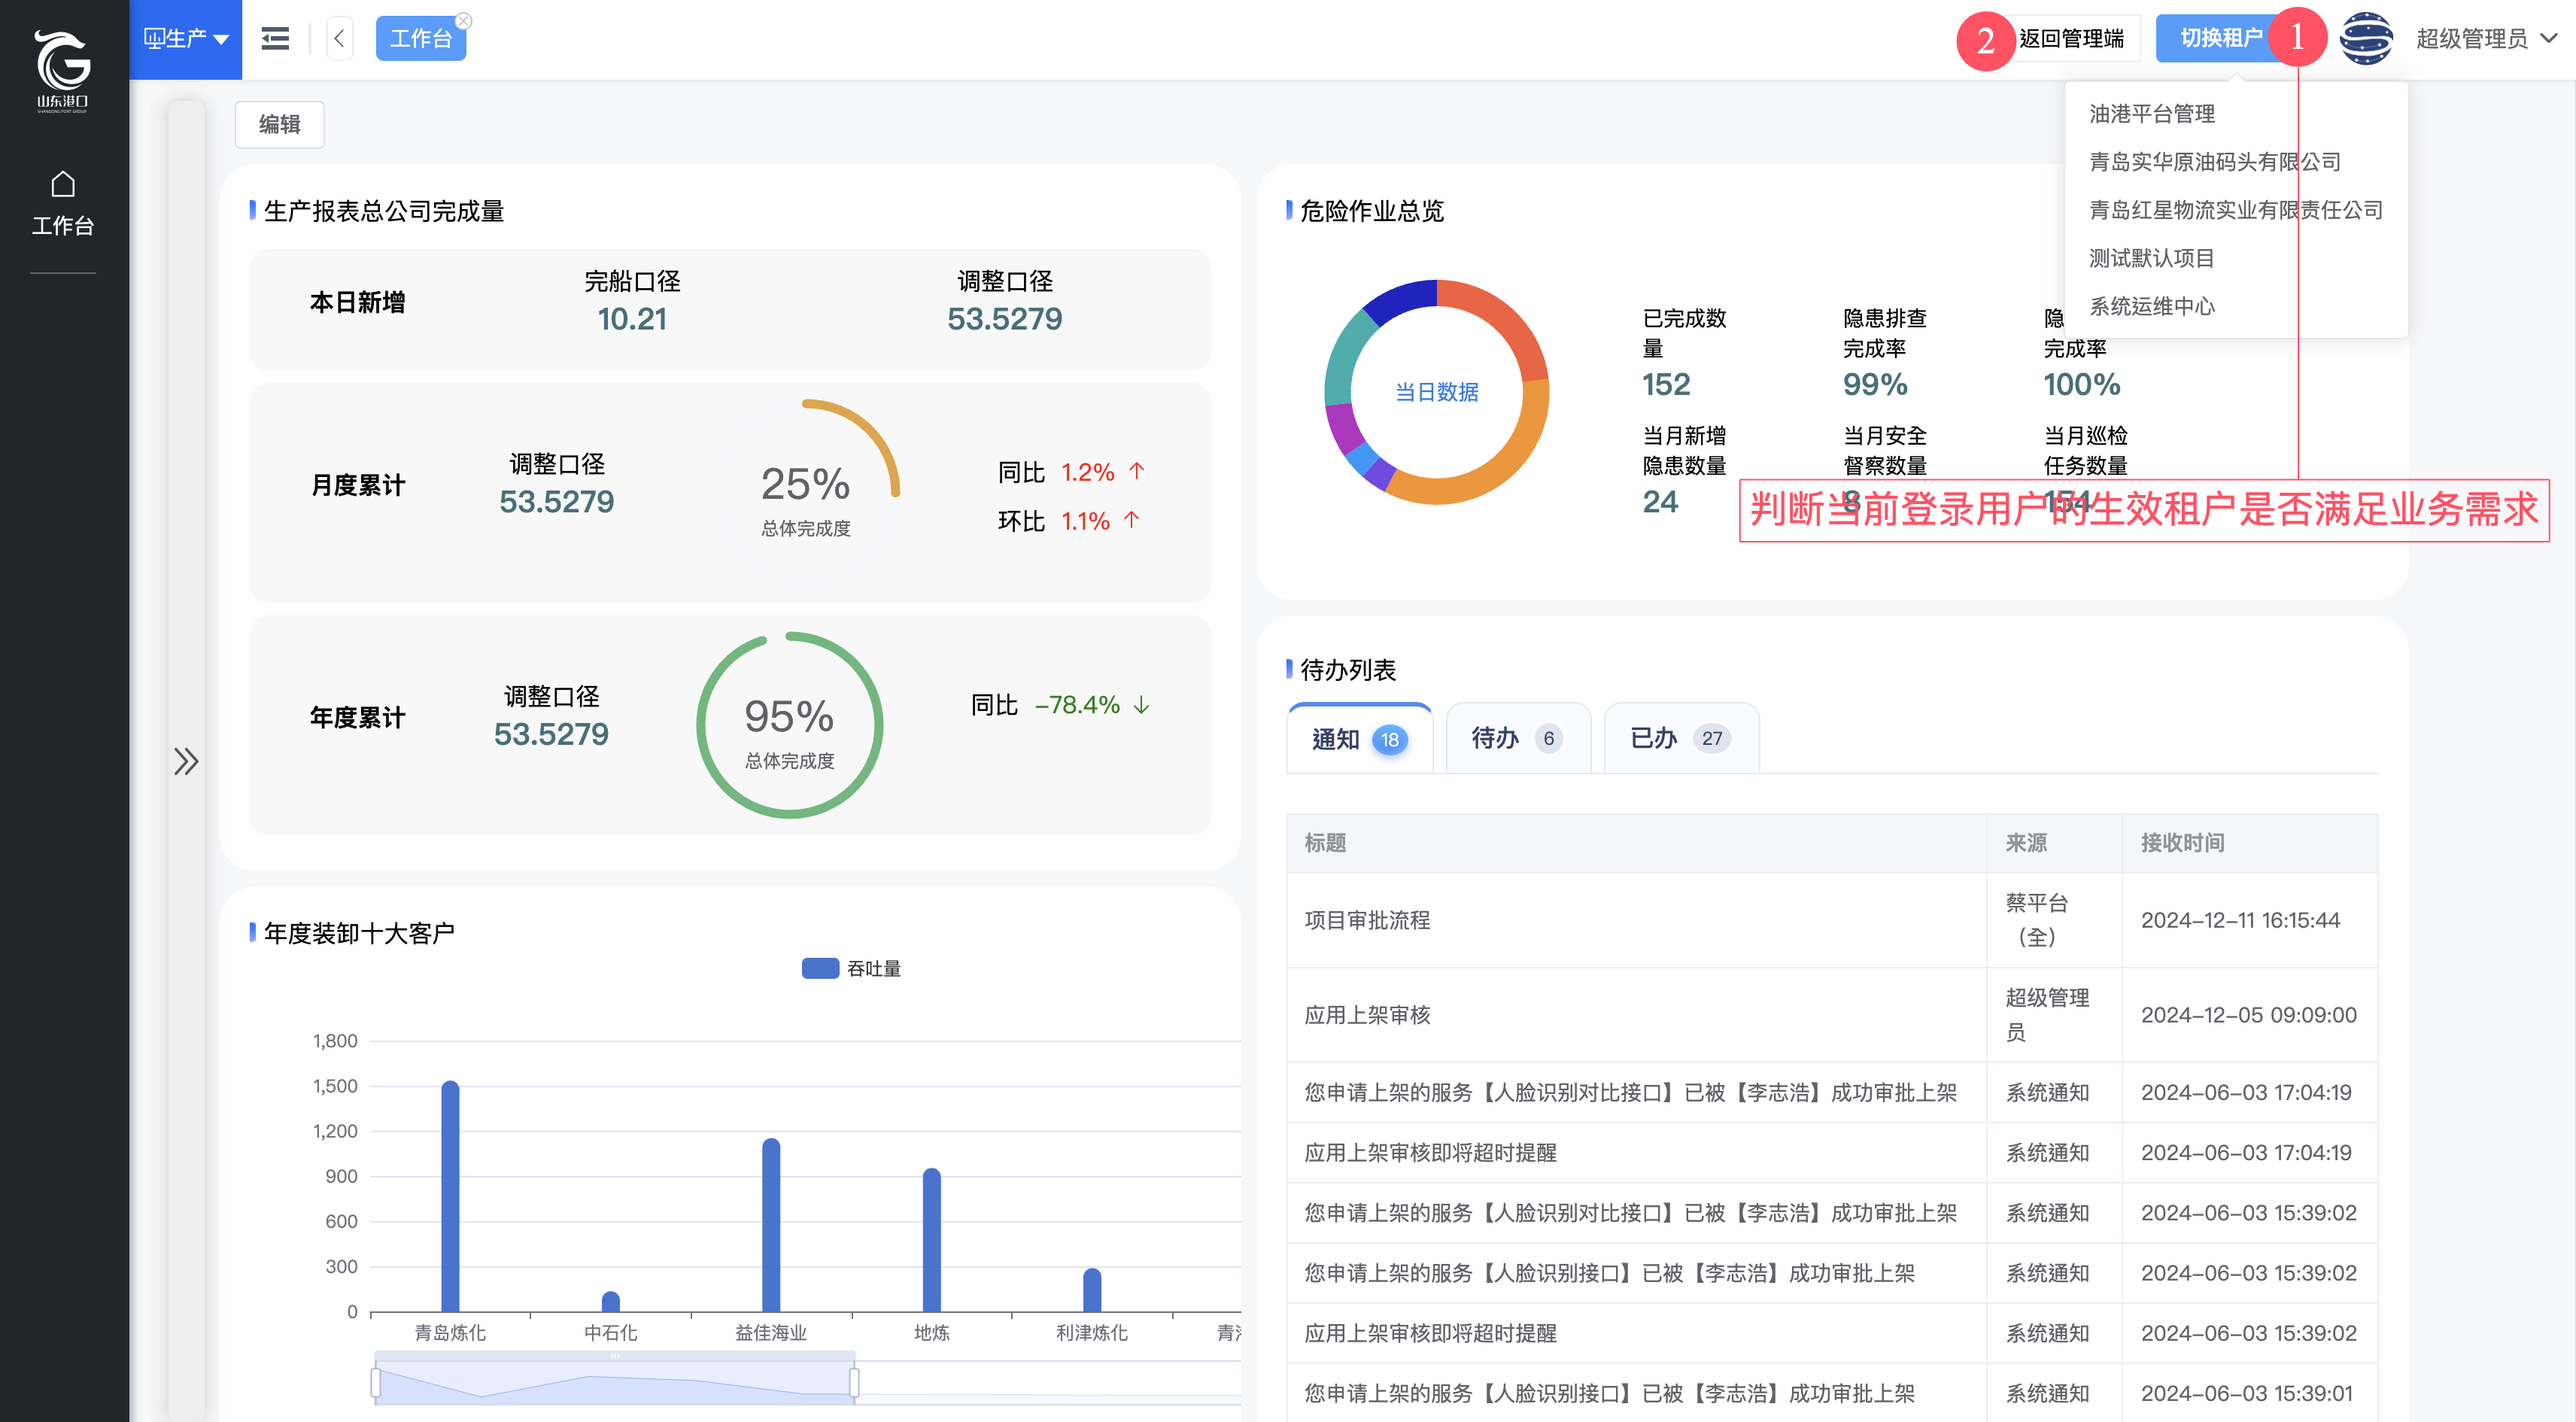 山东港口
SHANDONG PORT GROUP
工作台
生产
工作台
2
返回管理端
切换租户
1
超级管理员
油港平台管理
青岛实华原油码头有限公司
青岛红星物流实业有限责任公司
测试默认项目
系统运维中心
编辑
生产报表总公司完成量
本日新增
完船口径
10.21
调整口径
53.5279
月度累计
调整口径
53.5279
25%
总体完成度
同比 1.2% ↑
环比 1.1% ↑
年度累计
调整口径
53.5279
95%
总体完成度
同比 -78.4% ↓
年度装卸十大客户
吞吐量
1,800
1,500
1,200
900
600
300
0
青岛炼化
中石化
益佳海业
地炼
利津炼化
危险作业总览
当日数据
已完成数
量
152
隐患排查
完成率
99%
隐
完成率
100%
当月新增
隐患数量
24
当月安全
督察数量
8
当月巡检
任务数量
154
判断当前登录用户的生效租户是否满足业务需求
待办列表
通知 18
待办 6
已办 27
标题 来源 接收时间
项目审批流程 蔡平台
（全） 2024-12-11 16:15:44
应用上架审核 超级管理
员 2024-12-05 09:09:00
您申请上架的服务【人脸识别对比接口】已被【李志浩】成功审批上架 系统通知 2024-06-03 17:04:19
应用上架审核即将超时提醒 系统通知 2024-06-03 17:04:19
您申请上架的服务【人脸识别对比接口】已被【李志浩】成功审批上架 系统通知 2024-06-03 15:39:02
您申请上架的服务【人脸识别接口】已被【李志浩】成功审批上架 系统通知 2024-06-03 15:39:02
应用上架审核即将超时提醒 系统通知 2024-06-03 15:39:02
您申请上架的服务【人脸识别接口】已被【李志浩】成功审批上架 系统通知 2024-06-03 15:39:01